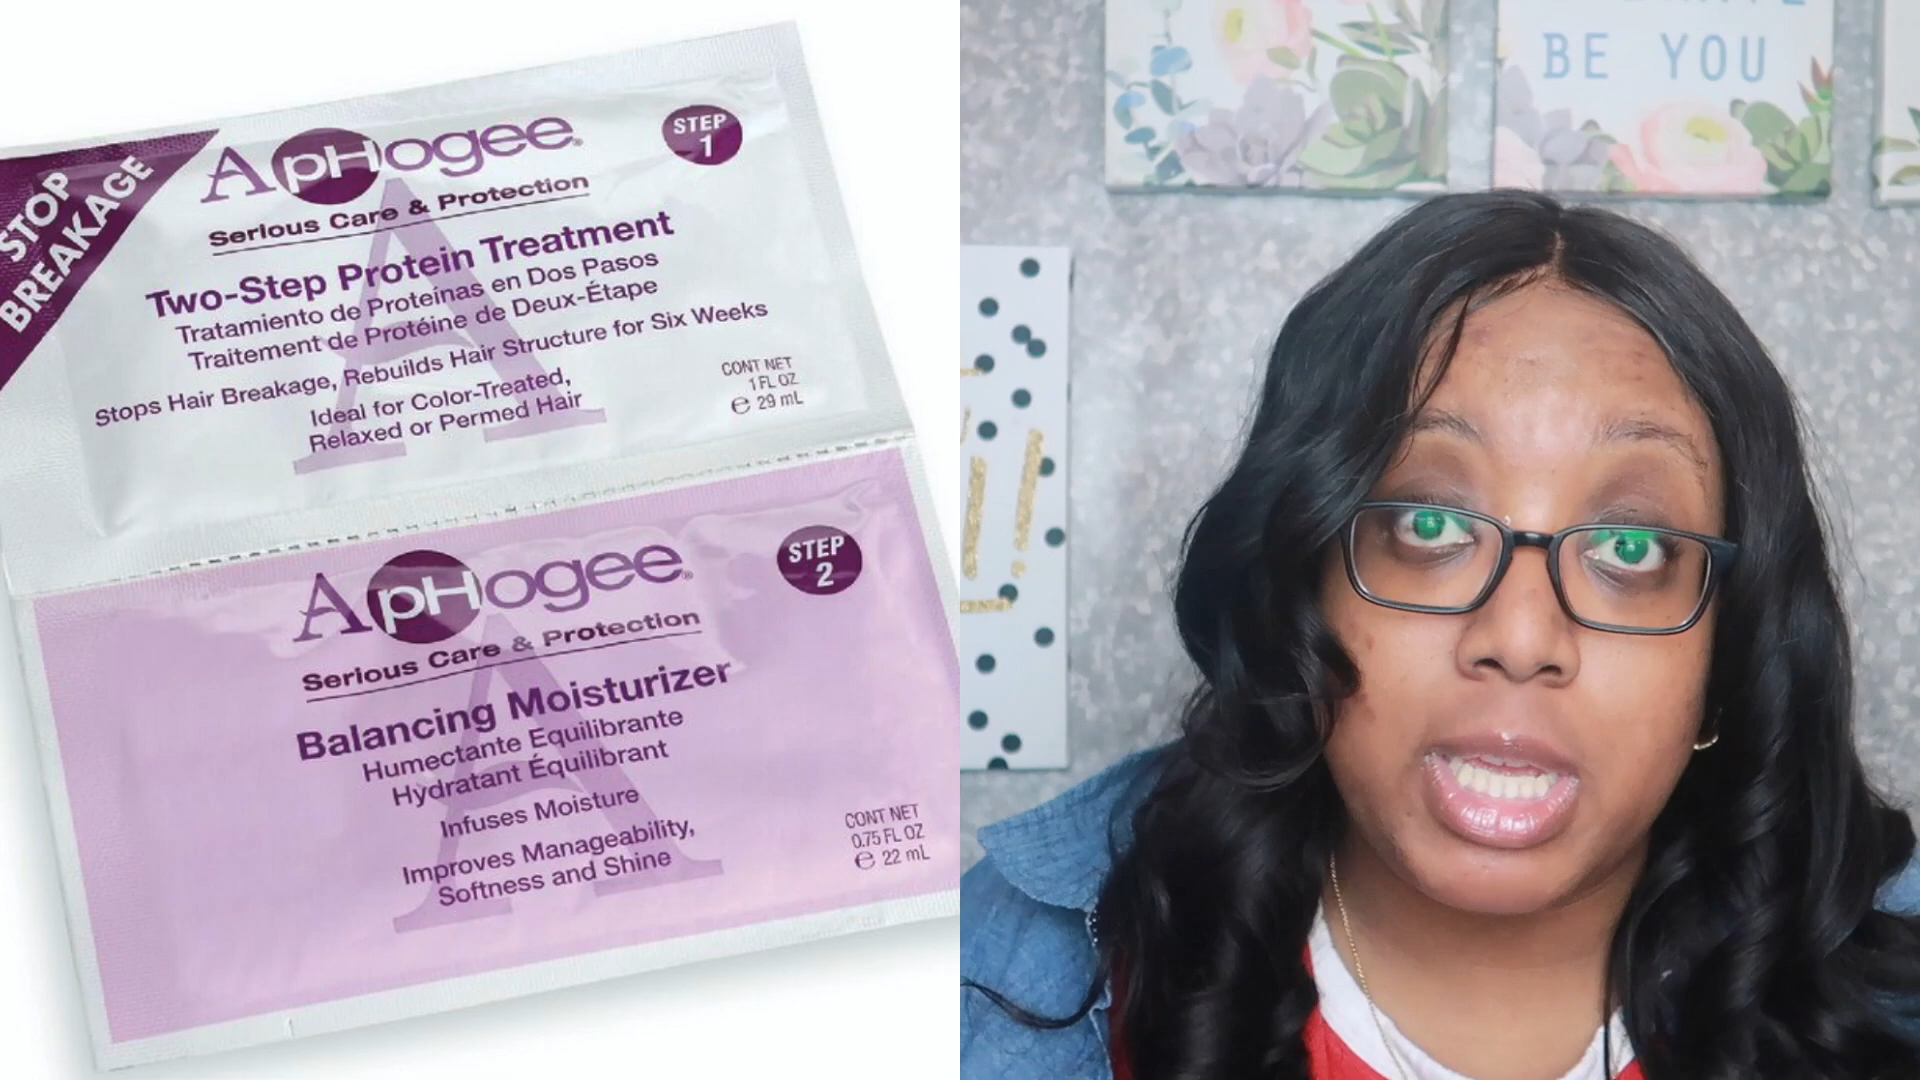 STOP
BREAKAGE
ApHogee®
STEP
1
Serious Care & Protection
Two-Step Protein Treatment
Tratamiento de Proteínas en Dos Pasos
Traitement de Protéine de Deux-Étape
Stops Hair Breakage, Rebuilds Hair Structure for Six Weeks
Ideal for Color-Treated,
Relaxed or Permed Hair
CONT NET
1 FL OZ
e 29 mL
ApHogee®
STEP
2
Serious Care & Protection
Balancing Moisturizer
Humectante Equilibrante
Hydratant Équilibrant
Infuses Moisture
Improves Manageability,
Softness and Shine
CONT NET
0.75 FL OZ
e 22 mL
BE YOU